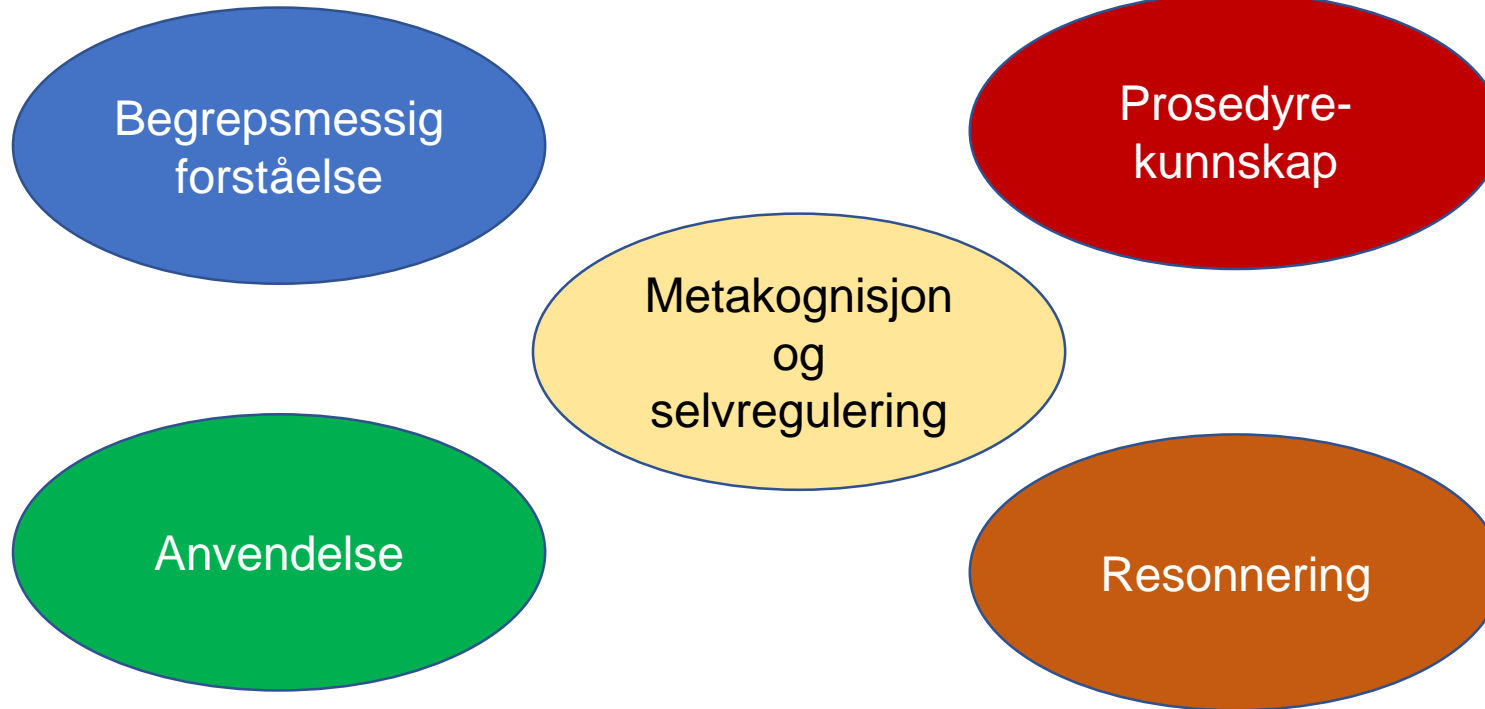 Begrepsmessig
forståelse
Prosedyre-
kunnskap
Metakognisjon
og
selvregulering
Anvendelse
Resonnering